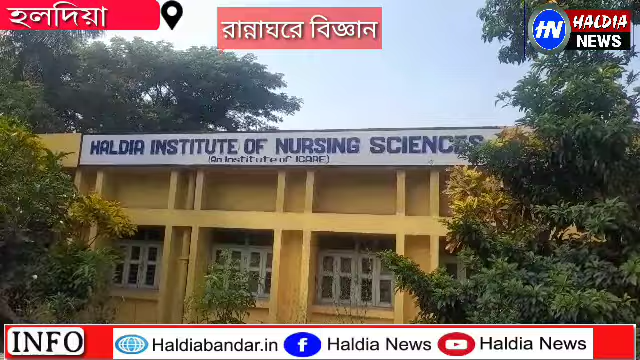 হলদিয়া
রান্নাঘরে বিজ্ঞান
HN HALDIA
NEWS
HALDIA INSTITUTE OF NURSING SCIENCES
(An Institute of ICARE)
INFO Haldiabandar.in Haldia News Haldia News